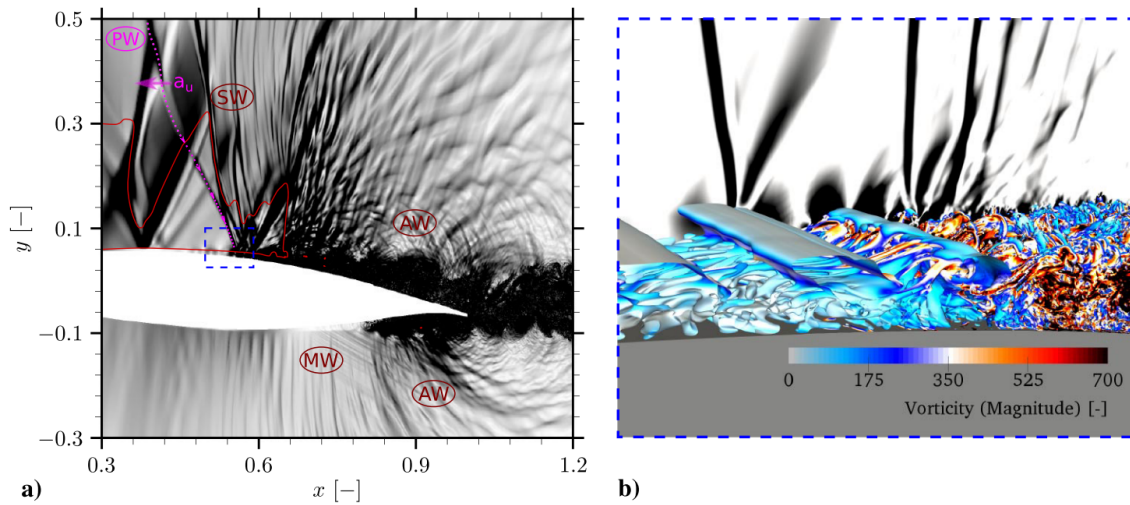 0.5
0.3
0.1
−0.1
−0.3
y [−]
0.3
0.6
0.9
1.2
x [−]
PW
a_u
SW
AW
MW
AW
a)
0
175
350
525
700
Vorticity (Magnitude) [-]
b)